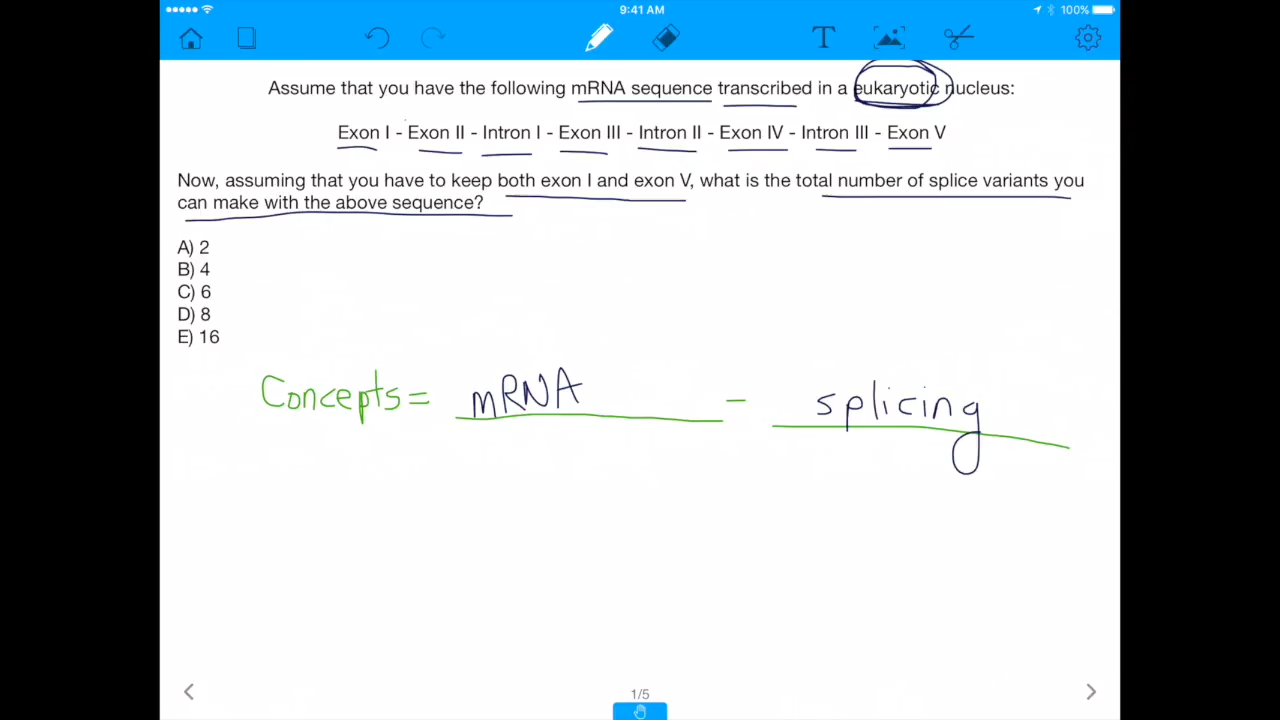 9:41 AM
100%
T
Assume that you have the following mRNA sequence transcribed in a eukaryotic nucleus:
Exon I - Exon II - Intron I - Exon III - Intron II - Exon IV - Intron III - Exon V
Now, assuming that you have to keep both exon I and exon V, what is the total number of splice variants you
can make with the above sequence?
A) 2
B) 4
C) 6
D) 8
E) 16
Concepts = mRNA - splicing
1/5